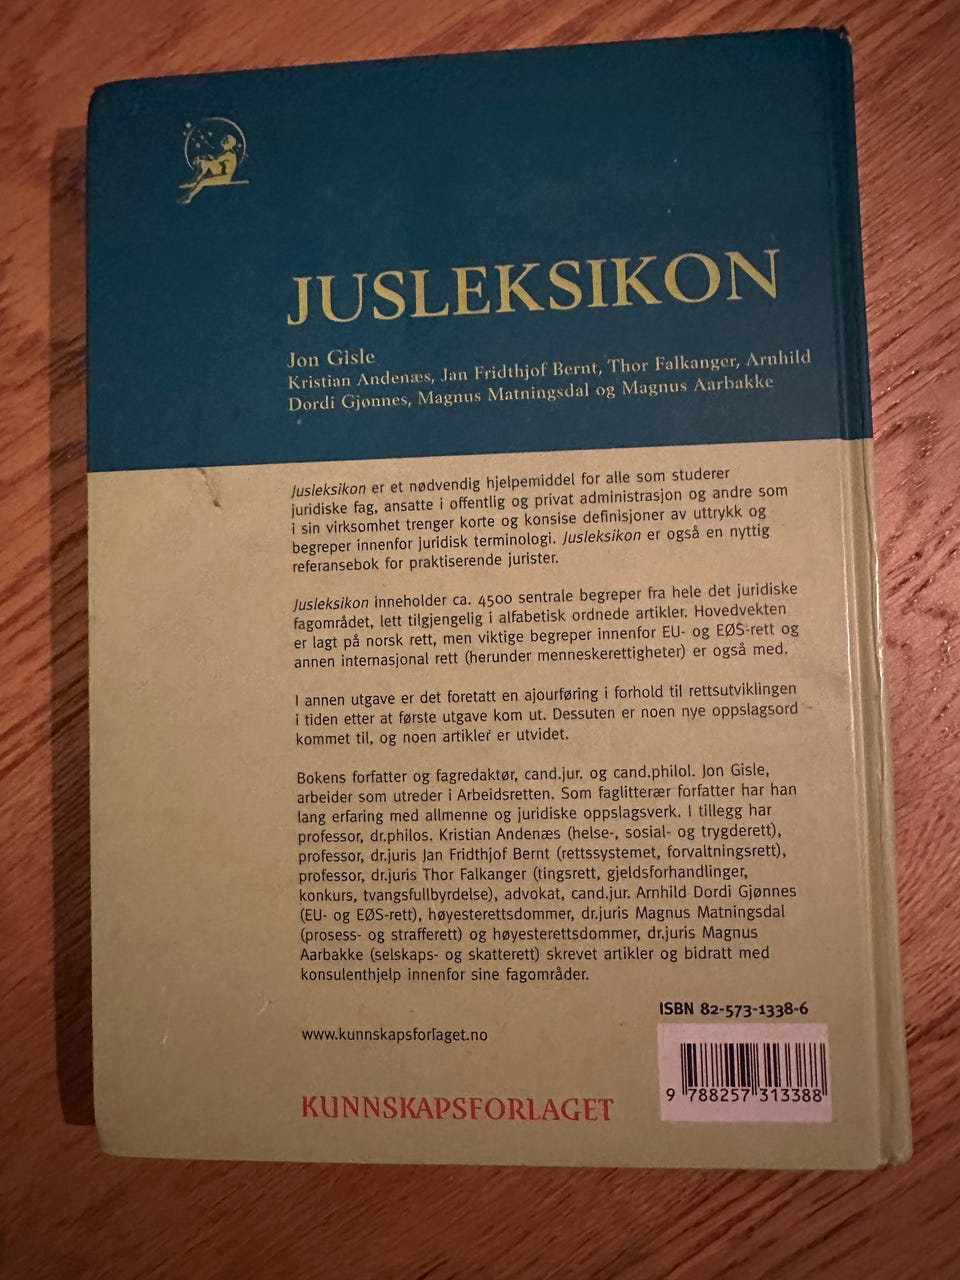 JUSLEKSIKON
Jon Gisle
Kristian Andenæs, Jan Fridthjof Bernt, Thor Falkanger, Arnhild
Dordi Gjønnes, Magnus Matningsdal og Magnus Aarbakke
Jusleksikon er et nødvendig hjelpemiddel for alle som studerer
juridiske fag, ansatte i offentlig og privat administrasjon og andre som
i sin virksomhet trenger korte og konsise definisjoner av uttrykk og
begreper innenfor juridisk terminologi. Jusleksikon er også en nyttig
referansebok for praktiserende jurister.
Jusleksikon inneholder ca. 4500 sentrale begreper fra hele det juridiske
fagområdet, lett tilgjengelig i alfabetisk ordnede artikler. Hovedvekten
er lagt på norsk rett, men viktige begreper innenfor EU- og EØS-rett og
annen internasjonal rett (herunder menneskerettigheter) er også med.
I annen utgave er det foretatt en ajourføring i forhold til rettsutviklingen
i tiden etter at første utgave kom ut. Dessuten er noen nye oppslagsord
kommet til, og noen artikler er utvidet.
Bokens forfatter og fagredaktør, cand.jur. og cand.philol. Jon Gisle,
arbeider som utreder i Arbeidsretten. Som faglitterær forfatter har han
lang erfaring med allmenne og juridiske oppslagsverk. I tillegg har
professor, dr.philos. Kristian Andenæs (helse-, sosial- og trygderett),
professor, dr.juris Jan Fridthjof Bernt (rettssystemet, forvaltningsrett),
professor, dr.juris Thor Falkanger (tingsrett, gjeldsforhandlinger,
konkurs, tvangsfullbyrdelse), advokat, cand.jur. Arnhild Dordi Gjønnes
(EU- og EØS-rett), høyesterettsdommer, dr.juris Magnus Matningsdal
(prosess- og strafferett) og høyesterettsdommer, dr.juris Magnus
Aarbakke (selskaps- og skatterett) skrevet artikler og bidratt med
konsulenthjelp innenfor sine fagområder.
ISBN 82-573-1338-6
www.kunnskapsforlaget.no
9 788257 313388
KUNNSKAPSFORLAGET